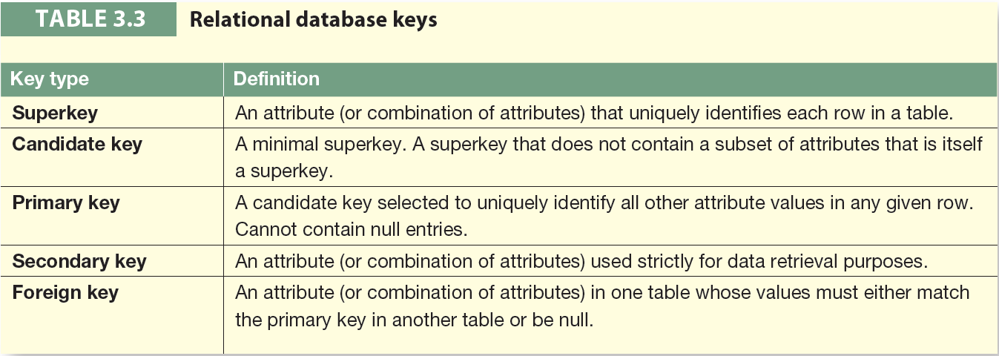 TABLE 3.3 Relational database keys
Key type Definition
Superkey An attribute (or combination of attributes) that uniquely identifies each row in a table.
Candidate key A minimal superkey. A superkey that does not contain a subset of attributes that is itself
a superkey.
Primary key A candidate key selected to uniquely identify all other attribute values in any given row.
Cannot contain null entries.
Secondary key An attribute (or combination of attributes) used strictly for data retrieval purposes.
Foreign key An attribute (or combination of attributes) in one table whose values must either match
the primary key in another table or be null.